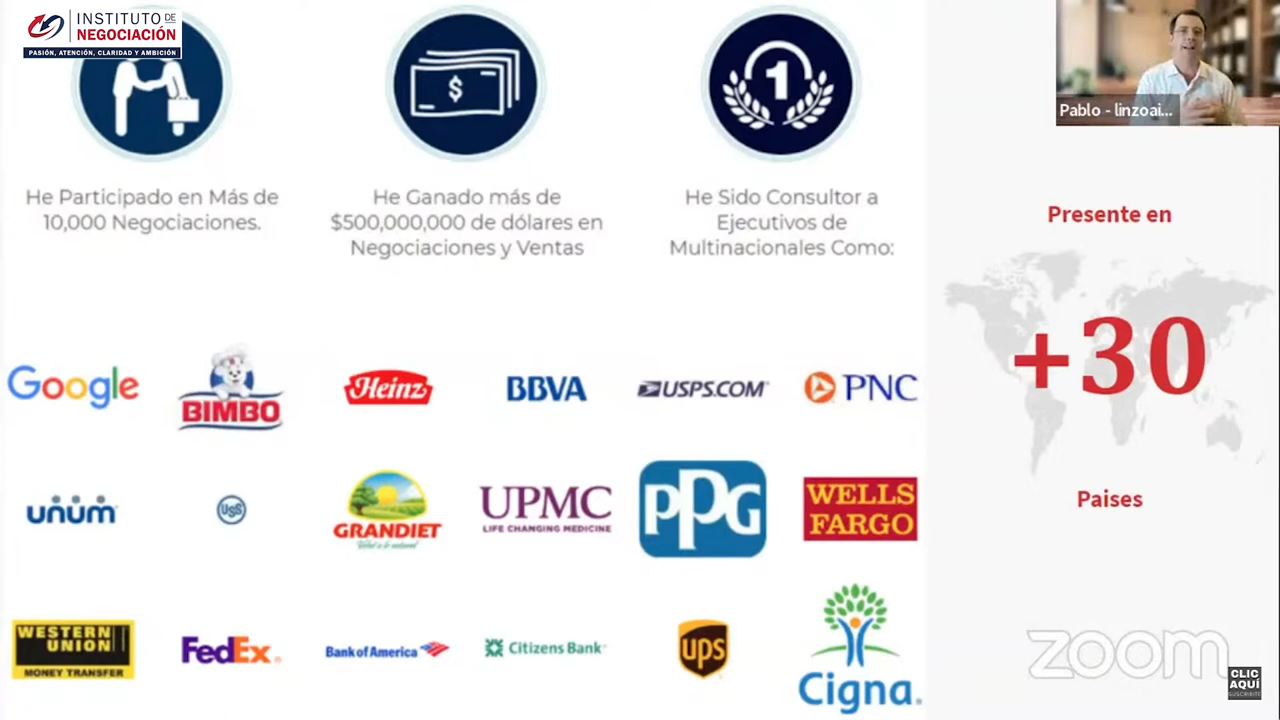 INSTITUTO DE
NEGOCIACIÓN
PASIÓN, ATENCIÓN, CLARIDAD Y AMBICIÓN
$
1
Pablo - linzoai...
He Participado en Más de
10,000 Negociaciones.
He Ganado más de
$500,000,000 de dólares en
Negociaciones y Ventas
He Sido Consultor a
Ejecutivos de
Multinacionales Como:
Presente en
+30
Paises
Google
BIMBO
Heinz
BBVA
USPS.COM®
PNC
unum
USS
GRANDIET
UPMC
LIFE CHANGING MEDICINE
PPG
WELLS
FARGO
WESTERN
UNION
MONEY TRANSFER
FedEx®
Bank of America
Citizens Bank®
ups
Cigna.
zoom
CLIC
AQUÍ
SUSCRIBITE